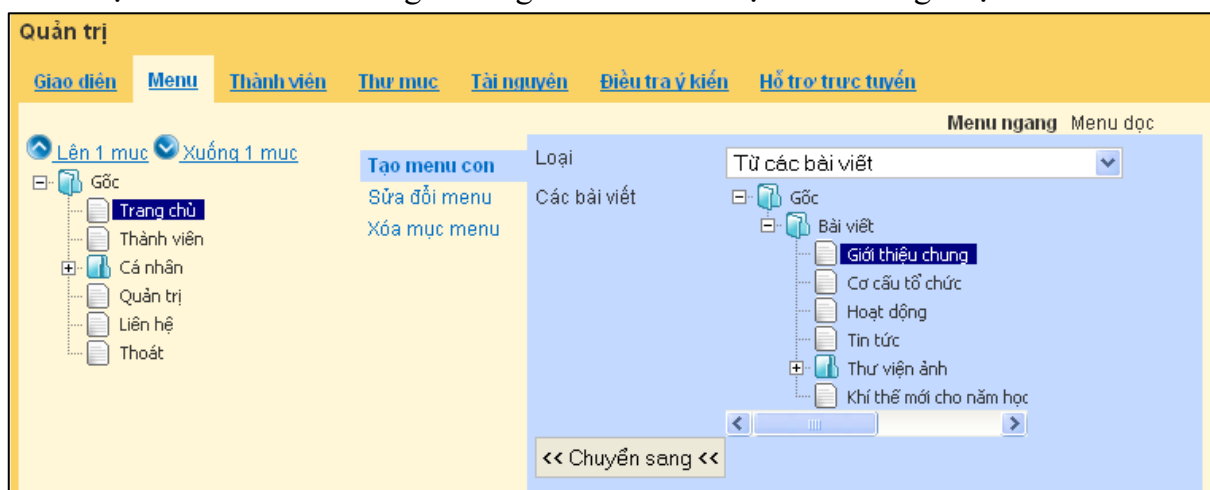 Quản trị
Giao diện Menu Thành viên Thư mục Tài nguyên Điều tra ý kiến Hỗ trợ trực tuyến
Menu ngang Menu dọc
Lên 1 mục Xuống 1 mục
Gốc
Trang chủ
Thành viên
Cá nhân
Quản trị
Liên hệ
Thoát
Tạo menu con
Sửa đổi menu
Xóa mục menu
Loại Từ các bài viết
Các bài viết
Gốc
Bài viết
Giới thiệu chung
Cơ cấu tổ chức
Hoạt động
Tin tức
Thư viện ảnh
Khí thế mới cho năm học
<< Chuyển sang <<